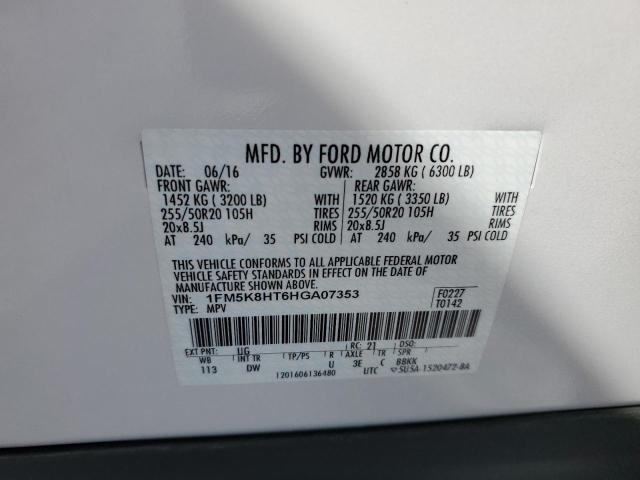 MFD. BY FORD MOTOR CO.
DATE: 06/16 GVWR: 2858 KG ( 6300 LB)
FRONT GAWR: REAR GAWR:
1452 KG ( 3200 LB) WITH 1520 KG ( 3350 LB) WITH
255/50R20 105H TIRES 255/50R20 105H TIRES
20x8.5J RIMS 20x8.5J RIMS
AT 240 kPa/ 35 PSI COLD AT 240 kPa/ 35 PSI COLD
THIS VEHICLE CONFORMS TO ALL APPLICABLE FEDERAL MOTOR
VEHICLE SAFETY STANDARDS IN EFFECT ON THE DATE OF
MANUFACTURE SHOWN ABOVE.
VIN: 1FM5K8HT6HGA07353 F0227
TYPE: MPV T0142
EXT PNT: UG RC: 21 DSO:
WB INT TR TP/PS R AXLE TR SPR
113 DW U 3E C BBKK
1201606136480 UTC 5U5A-1520472-BA